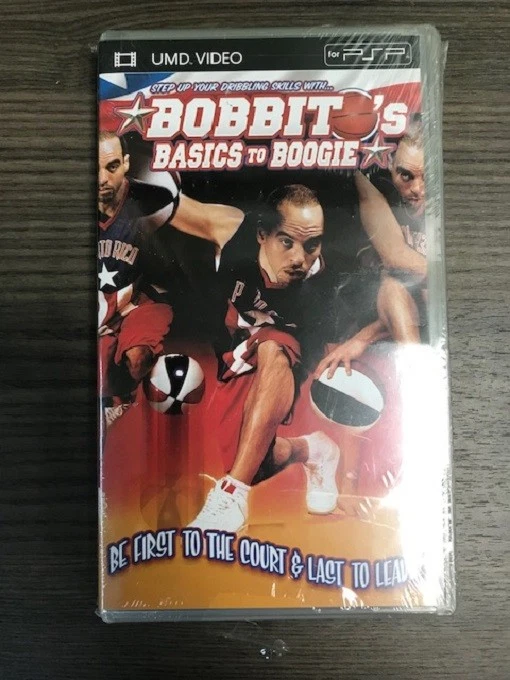 UMD VIDEO
for PSP
STEP UP YOUR DRIBBLING SKILLS WITH...
BOBBITO's
BASICS TO BOOGIE
BE FIRST TO THE COURT & LAST TO